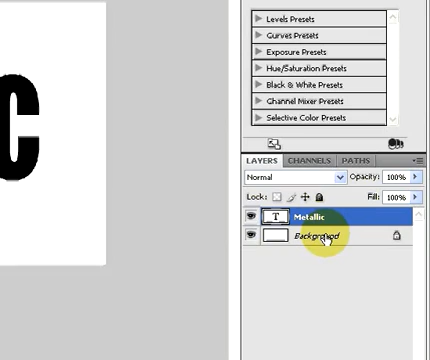 Levels Presets
Curves Presets
Exposure Presets
Hue/Saturation Presets
Black & White Presets
Channel Mixer Presets
Selective Color Presets
C
LAYERS CHANNELS PATHS
Normal Opacity: 100%
Lock: Fill: 100%
T Metallic
Background